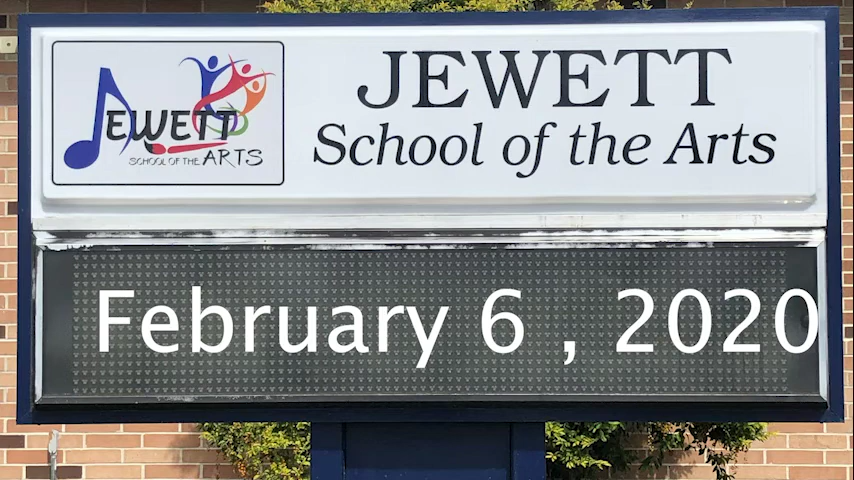 JEWETT
SCHOOL OF THE ARTS
JEWETT
School of the Arts
February 6 , 2020